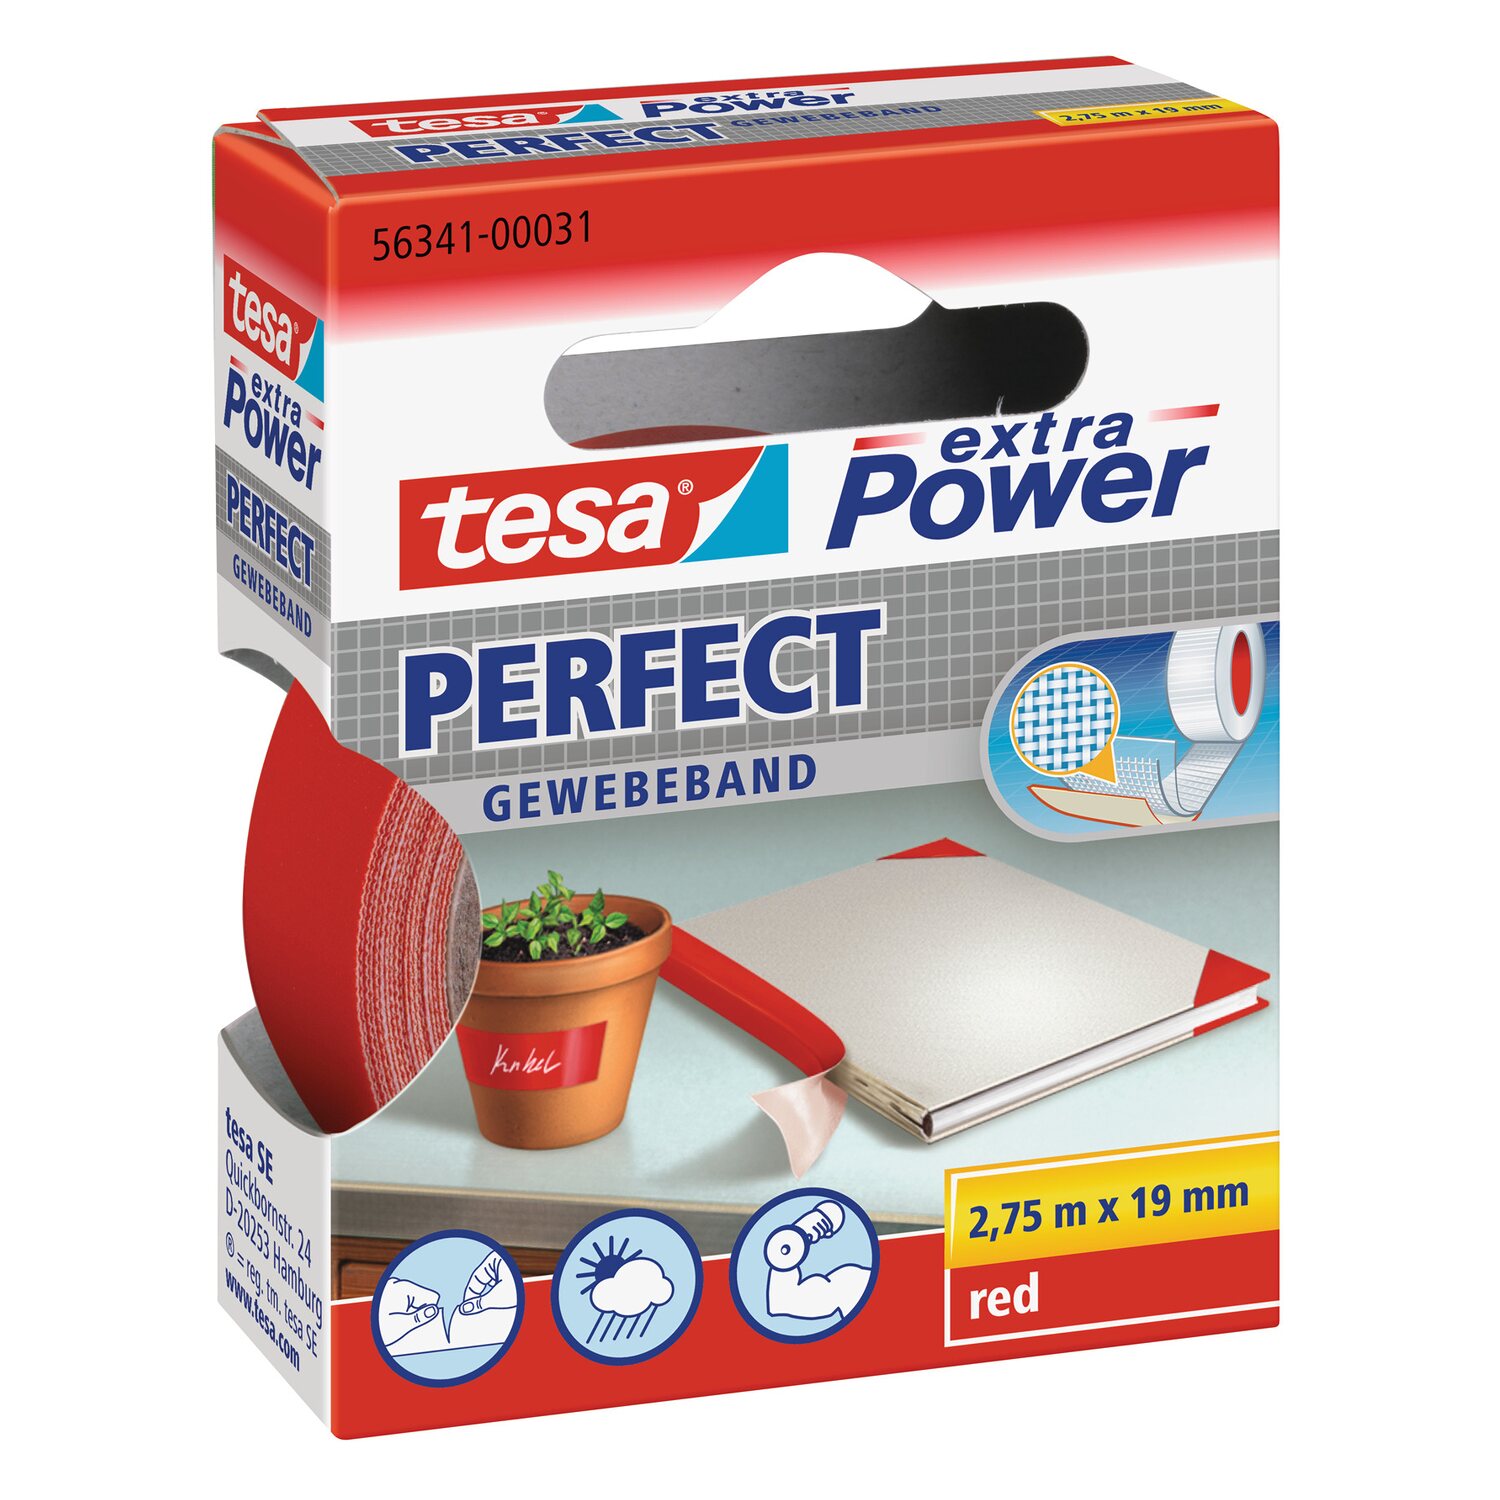 tesa® extra Power
PERFECT GEWEBEBAND
2,75 m x 19 mm
56341-00031
tesa®
extra
Power
PERFECT
GEWEBEBAND
tesa®
extra
Power
PERFECT
GEWEBEBAND
2,75 m x 19 mm
red
tesa SE
Quickbornstr. 24
D-20253 Hamburg
® = reg. tm. tesa SE
www.tesa.com